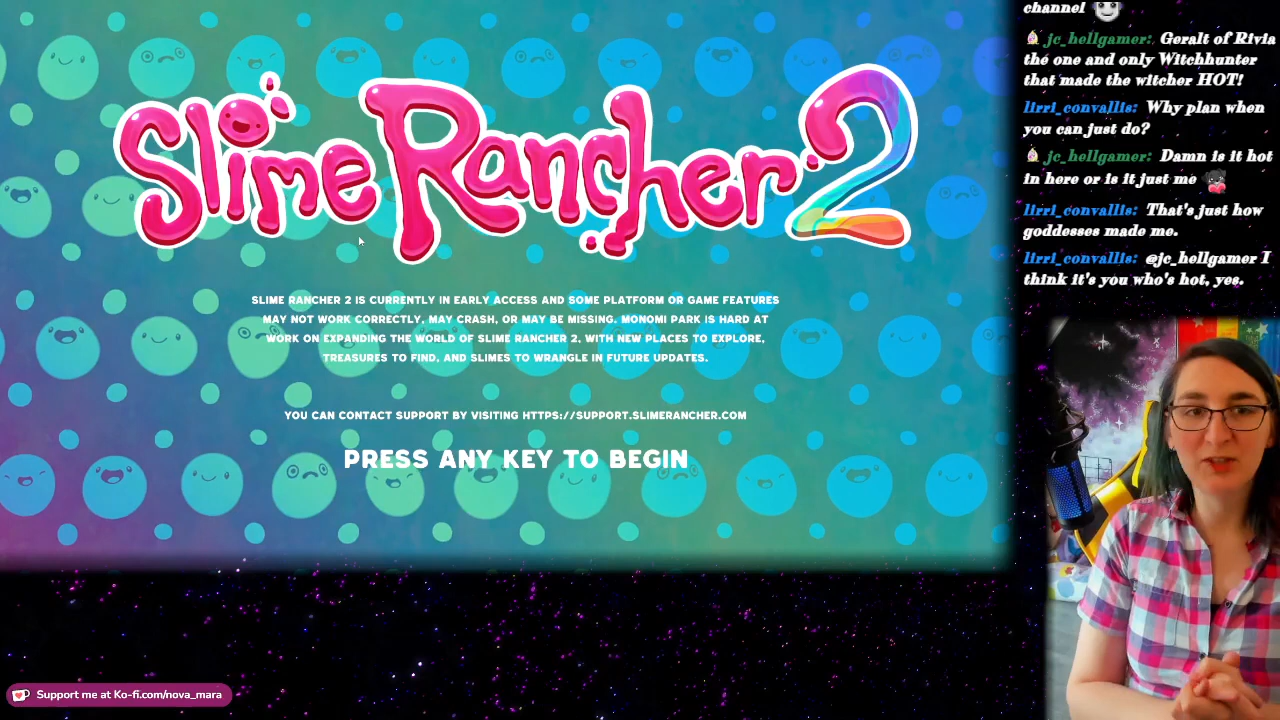 Slime Rancher 2
SLIME RANCHER 2 IS CURRENTLY IN EARLY ACCESS AND SOME PLATFORM OR GAME FEATURES
MAY NOT WORK CORRECTLY, MAY CRASH, OR MAY BE MISSING. MONOMI PARK IS HARD AT
WORK ON EXPANDING THE WORLD OF SLIME RANCHER 2, WITH NEW PLACES TO EXPLORE,
TREASURES TO FIND, AND SLIMES TO WRANGLE IN FUTURE UPDATES.
YOU CAN CONTACT SUPPORT BY VISITING HTTPS://SUPPORT.SLIMERANCHER.COM
PRESS ANY KEY TO BEGIN
channel
jc_hellgamer: Geralt of Rivia
the one and only Witchhunter
that made the witcher HOT!
lirri_convallis: Why plan when
you can just do?
jc_hellgamer: Damn is it hot
in here or is it just me
lirri_convallis: That's just how
goddesses made me.
lirri_convallis: @jc_hellgamer I
think it's you who's hot, yes.
Support me at Ko-fi.com/nova_mara